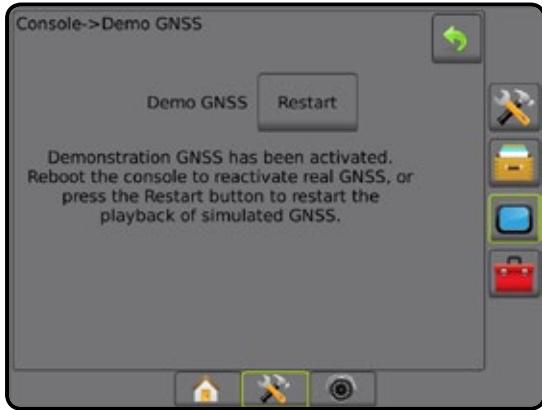 Console->Demo GNSS
Demo GNSS Restart
Demonstration GNSS has been activated.
Reboot the console to reactivate real GNSS, or
press the Restart button to restart the
playback of simulated GNSS.